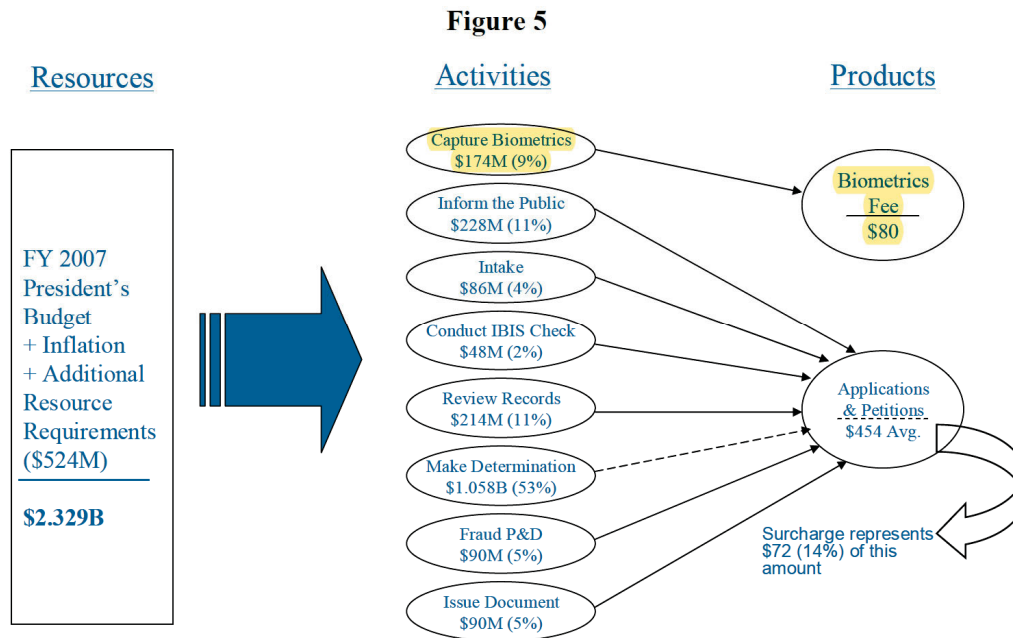 Figure 5
Resources
Activities
Products
FY 2007
President’s
Budget
+ Inflation
+ Additional
Resource
Requirements
($524M)
$2.329B
Capture Biometrics
$174M (9%)
Inform the Public
$228M (11%)
Intake
$86M (4%)
Conduct IBIS Check
$48M (2%)
Review Records
$214M (11%)
Make Determination
$1.058B (53%)
Fraud P&D
$90M (5%)
Issue Document
$90M (5%)
Biometrics
Fee
$80
Applications
& Petitions
$454 Avg.
Surcharge represents
$72 (14%) of this
amount